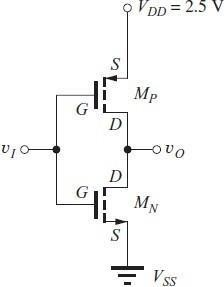 V_DD = 2.5 V
S
M_P
G
D
v_I
v_O
D
G
M_N
S
V_SS